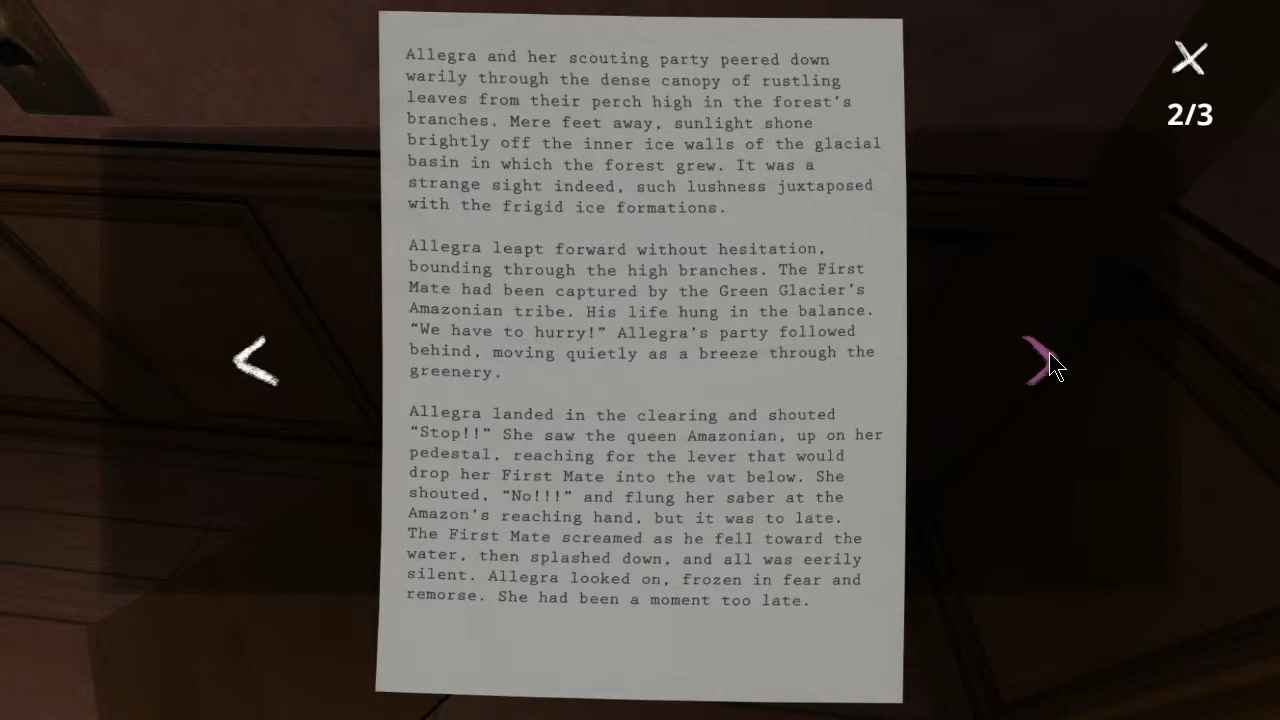 Allegra and her scouting party peered down
warily through the dense canopy of rustling
leaves from their perch high in the forest's
branches. Mere feet away, sunlight shone
brightly off the inner ice walls of the glacial
basin in which the forest grew. It was a
strange sight indeed, such lushness juxtaposed
with the frigid ice formations.
Allegra leapt forward without hesitation,
bounding through the high branches. The First
Mate had been captured by the Green Glacier's
Amazonian tribe. His life hung in the balance.
“We have to hurry!” Allegra's party followed
behind, moving quietly as a breeze through the
greenery.
Allegra landed in the clearing and shouted
“Stop!!” She saw the queen Amazonian, up on her
pedestal, reaching for the lever that would
drop her First Mate into the vat below. She
shouted, “No!!!” and flung her saber at the
Amazon's reaching hand, but it was to late.
The First Mate screamed as he fell toward the
water, then splashed down, and all was eerily
silent. Allegra looked on, frozen in fear and
remorse. She had been a moment too late.
2/3